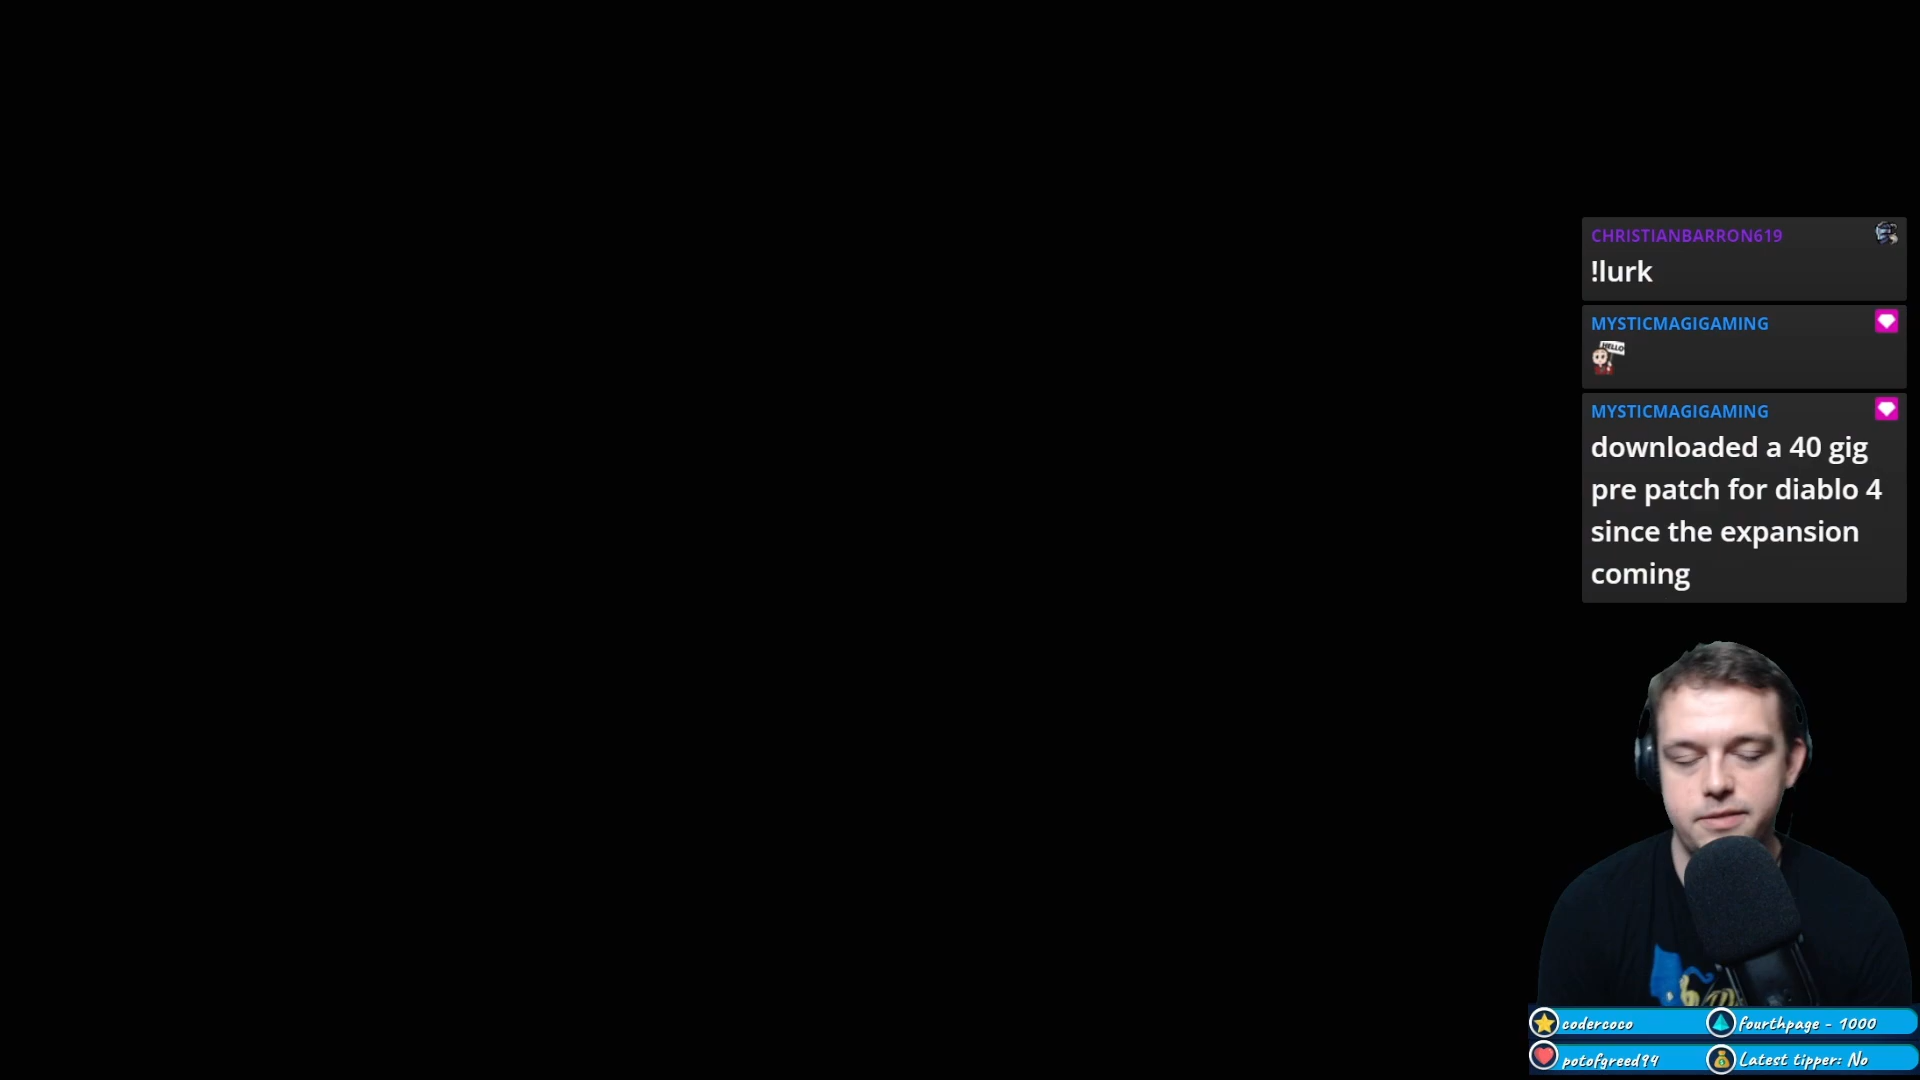 CHRISTIANBARRON619
!lurk
MYSTICMAGIGAMING
HELLO
MYSTICMAGIGAMING
downloaded a 40 gig
pre patch for diablo 4
since the expansion
coming
codercoco
fourthpage - 1000
potofgreed94
Latest tipper: No